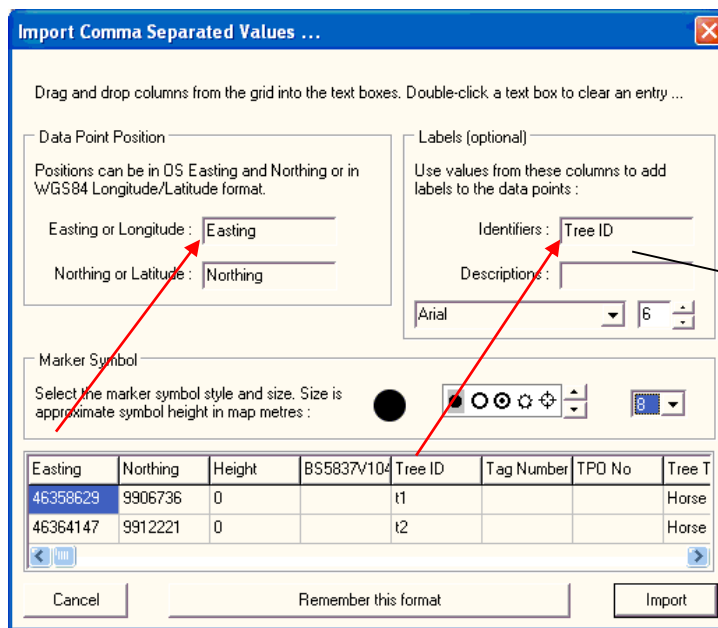 Import Comma Separated Values ...
Drag and drop columns from the grid into the text boxes. Double-click a text box to clear an entry ...
Data Point Position
Positions can be in OS Easting and Northing or in
WGS84 Longitude/Latitude format.
Easting or Longitude : Easting
Northing or Latitude : Northing
Labels (optional)
Use values from these columns to add
labels to the data points :
Identifiers : Tree ID
Descriptions :
Arial 6
Marker Symbol
Select the marker symbol style and size. Size is
approximate symbol height in map metres :
8
Easting Northing Height BS5837V104 Tree ID Tag Number TPO No Tree T
46358629 9906736 0 t1 Horse
46364147 9912221 0 t2 Horse
Cancel Remember this format Import